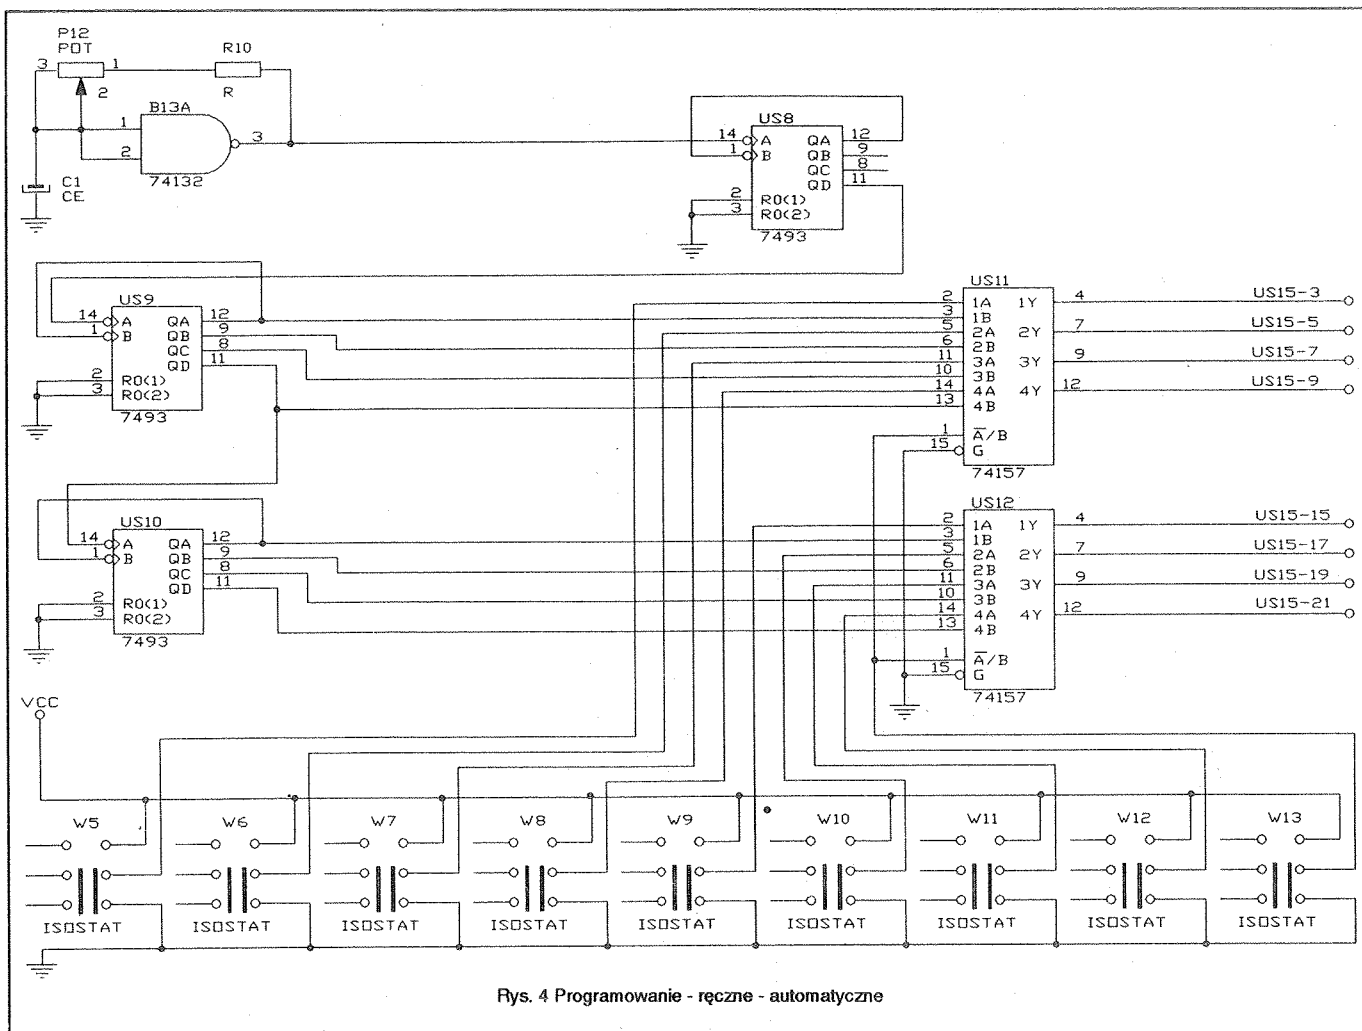 P12
POT
3
1
2
R10
R
B13A
1
2
3
74132
C1
CE
US8
14 A QA 12
1 B QB 9
QC 8
QD 11
2 RO(1)
3 RO(2)
7493
US9
14 A QA 12
1 B QB 9
QC 8
QD 11
2 RO(1)
3 RO(2)
7493
US10
14 A QA 12
1 B QB 9
QC 8
QD 11
2 RO(1)
3 RO(2)
7493
US11
2 1A 1Y 4 US15-3
3 1B
5 2A 2Y 7 US15-5
6 2B
11 3A 3Y 9 US15-7
10 3B
14 4A 4Y 12 US15-9
13 4B
1 A/B
15 G
74157
US12
2 1A 1Y 4 US15-15
3 1B
5 2A 2Y 7 US15-17
6 2B
11 3A 3Y 9 US15-19
10 3B
14 4A 4Y 12 US15-21
13 4B
1 A/B
15 G
74157
VCC
W5 W6 W7 W8 W9 W10 W11 W12 W13
ISOSTAT ISOSTAT ISOSTAT ISOSTAT ISOSTAT ISOSTAT ISOSTAT ISOSTAT ISOSTAT
Rys. 4 Programowanie - ręczne - automatyczne